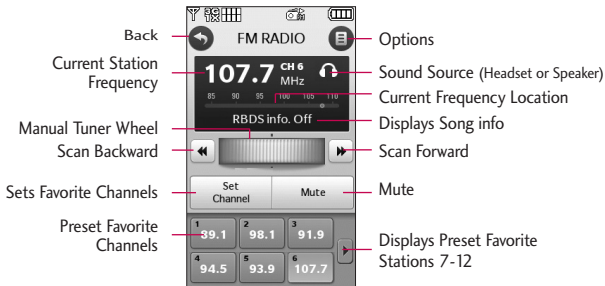 3G
1X
Back
FM RADIO
Options
Current Station
Frequency
107.7 CH 6
MHz
Sound Source (Headset or Speaker)
85 90 95 100 105 110
Current Frequency Location
RBDS info. Off
Displays Song info
Manual Tuner Wheel
Scan Backward
Scan Forward
Sets Favorite Channels
Set
Channel
Mute
Mute
Preset Favorite
Channels
1 89.1
2 98.1
3 91.9
4 94.5
5 93.9
6 107.7
Displays Preset Favorite
Stations 7-12